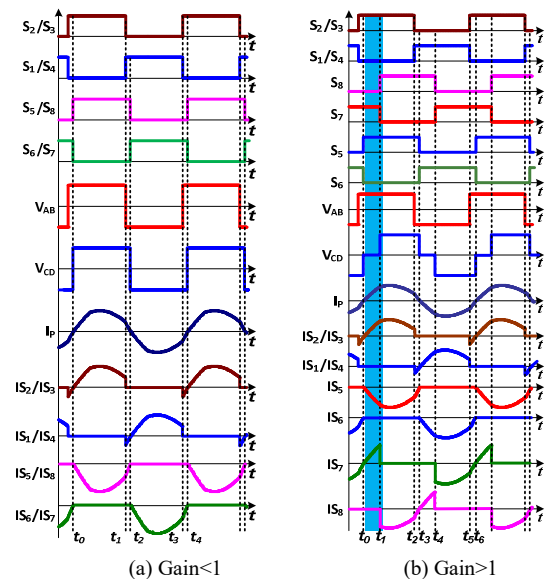 S2/S3
t
S1/S4
t
S5/S8
t
S6/S7
t
VAB
t
VCD
t
IP
t
IS2/IS3
t
IS1/IS4
t
IS5/IS8
t
IS6/IS7
t
t0 t1 t2 t3 t4
(a) Gain<1
S2/S3
t
S1/S4
t
S8
t
S7
t
S5
t
S6
t
VAB
t
VCD
t
IP
t
IS2/IS3
t
IS1/IS4
t
IS5
t
IS6
t
IS7
t
IS8
t
t0 t1 t2 t3 t4 t5 t6
(b) Gain>1